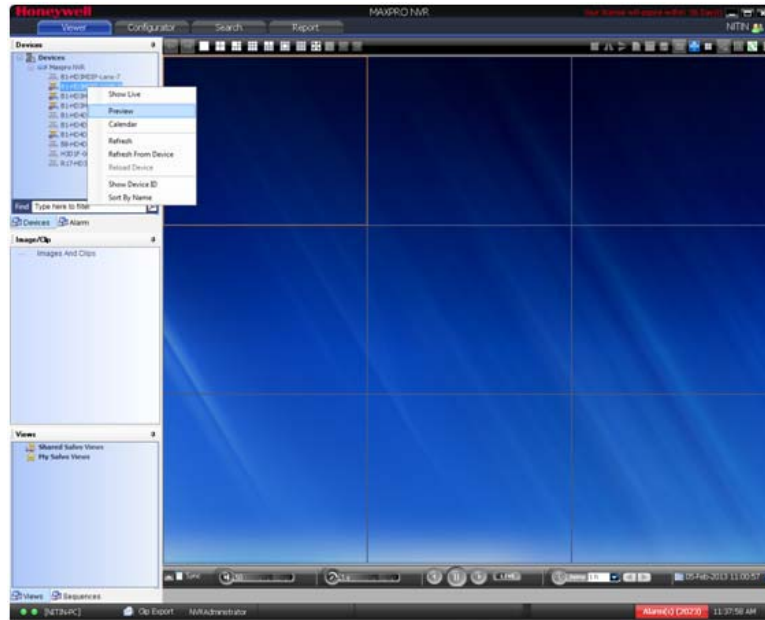 Honeywell
MAXPRO NVR
Viewer Configurator Search Report
NITIN
Devices
Devices
Maxpro NVR
Show Live
Preview
Calendar
Refresh
Refresh From Device
Reload Device
Show Device ID
Sort By Name
Find Type here to filter
Devices Alarm
Image/Clip
Images And Clips
Views
Shared Salvo Views
My Salvo Views
Sync LIVE 05-Feb-2013 11:00:57
Views Sequences
[NITIN-PC] Clip Export NVRAdministrator Alarm(s) (2023) 11:37:58 AM